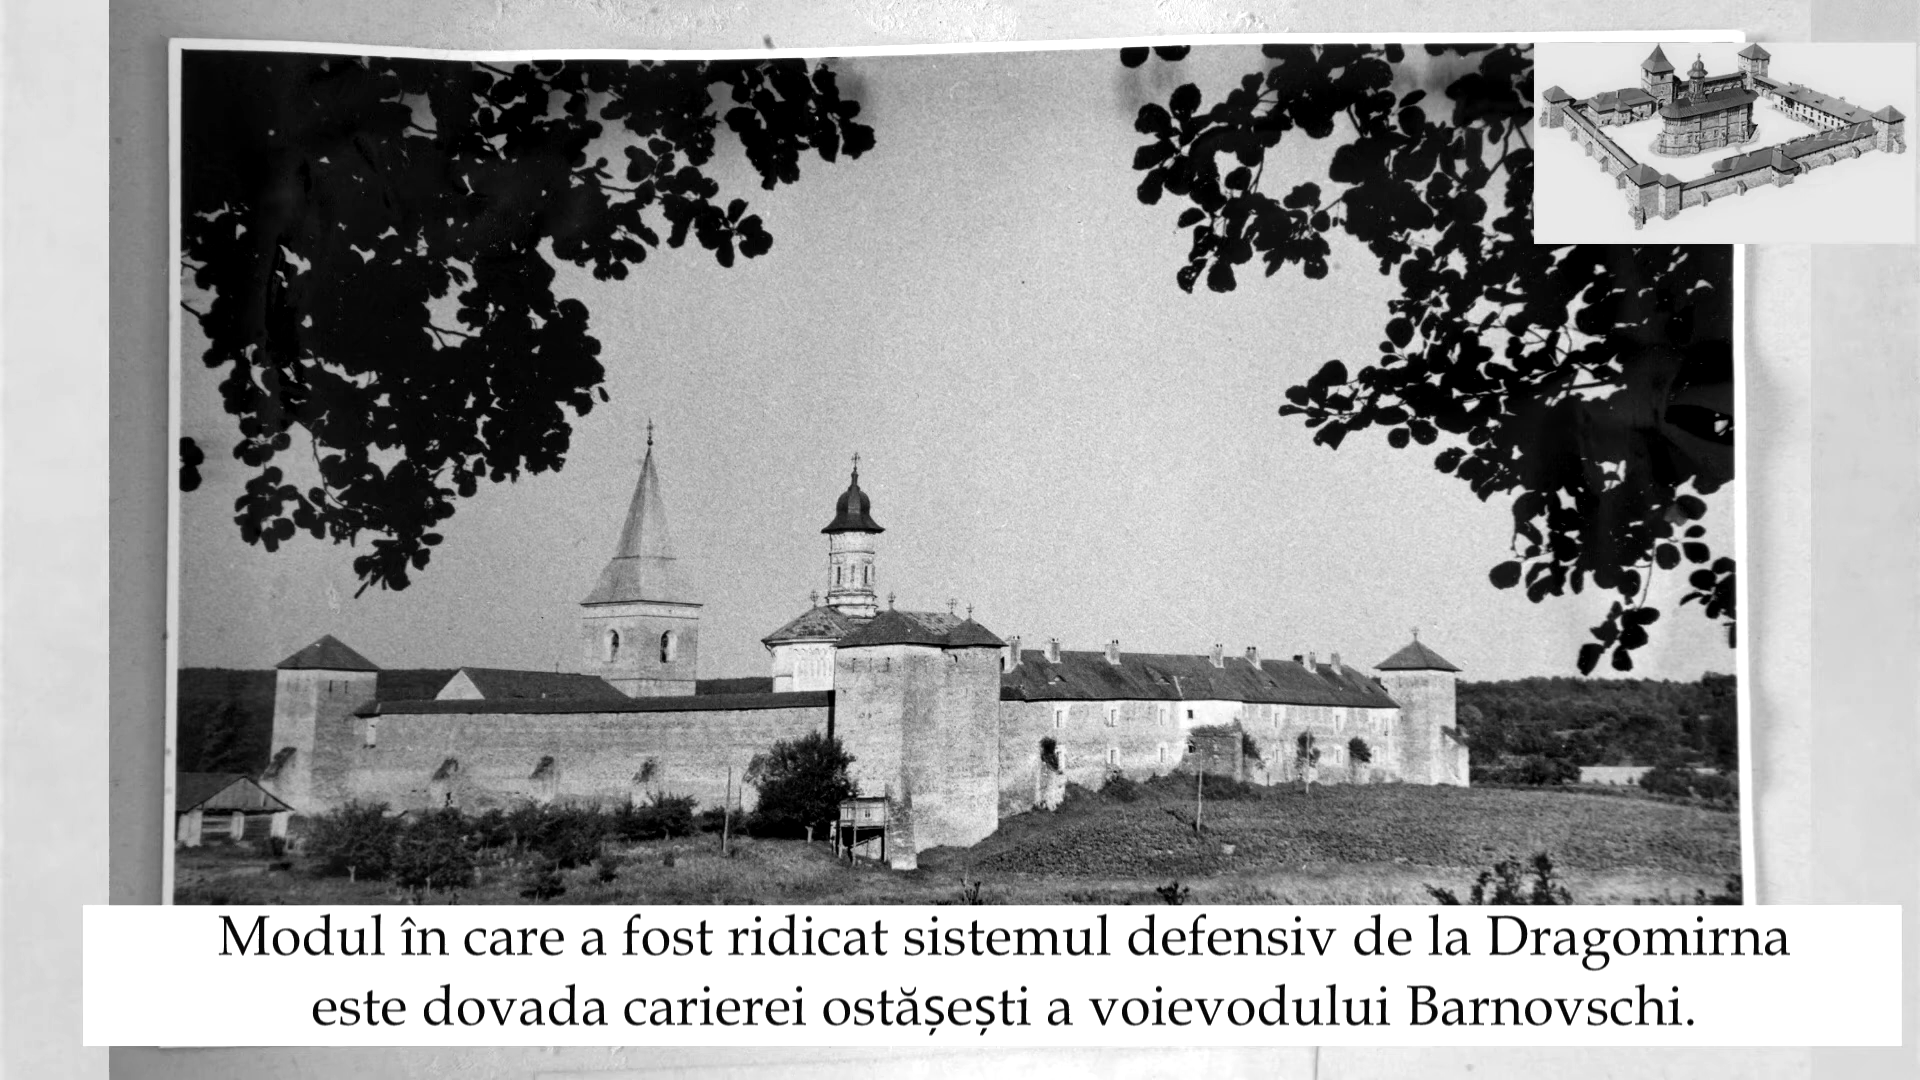 Modul în care a fost ridicat sistemul defensiv de la Dragomirna
este dovada carierei ostășești a voievodului Barnovschi.